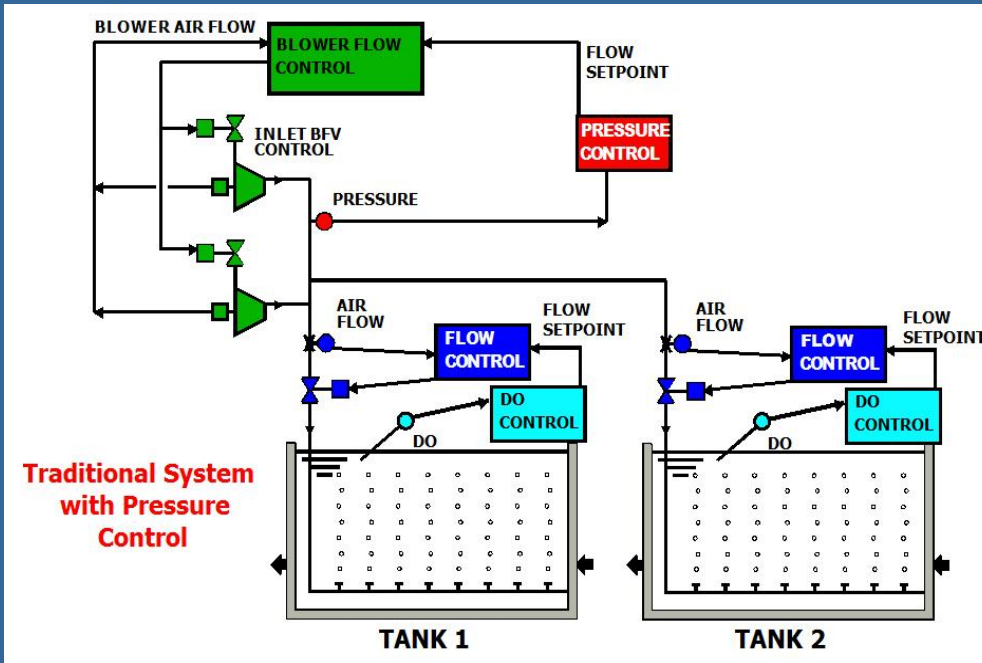 BLOWER AIR FLOW
BLOWER FLOW
CONTROL
FLOW
SETPOINT
INLET BFV
CONTROL
PRESSURE
CONTROL
PRESSURE
AIR
FLOW
FLOW
CONTROL
FLOW
SETPOINT
AIR
FLOW
FLOW
CONTROL
FLOW
SETPOINT
DO
CONTROL
DO
DO
CONTROL
DO
Traditional System
with Pressure
Control
TANK 1
TANK 2